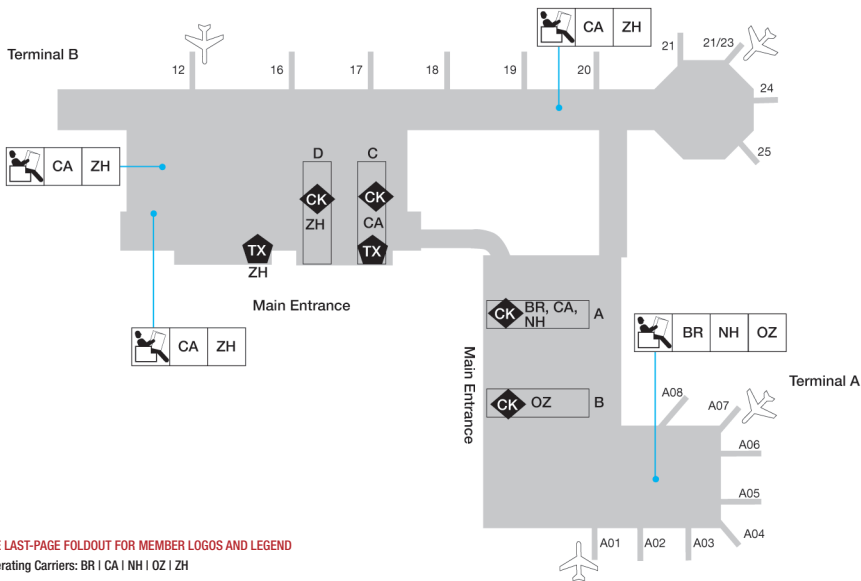 CA ZH
21
21/23
Terminal B
12
16
17
18
19
20
24
25
CA ZH
D
C
CK
CK
ZH
CA
TX
TX
ZH
Main Entrance
CA ZH
CK BR, CA,
NH
A
BR NH OZ
Main Entrance
Terminal A
CK OZ
B
A08
A07
A06
A05
A04
A01
A02
A03
LAST-PAGE FOLDOUT FOR MEMBER LOGOS AND LEGEND
erating Carriers: BR | CA | NH | OZ | ZH